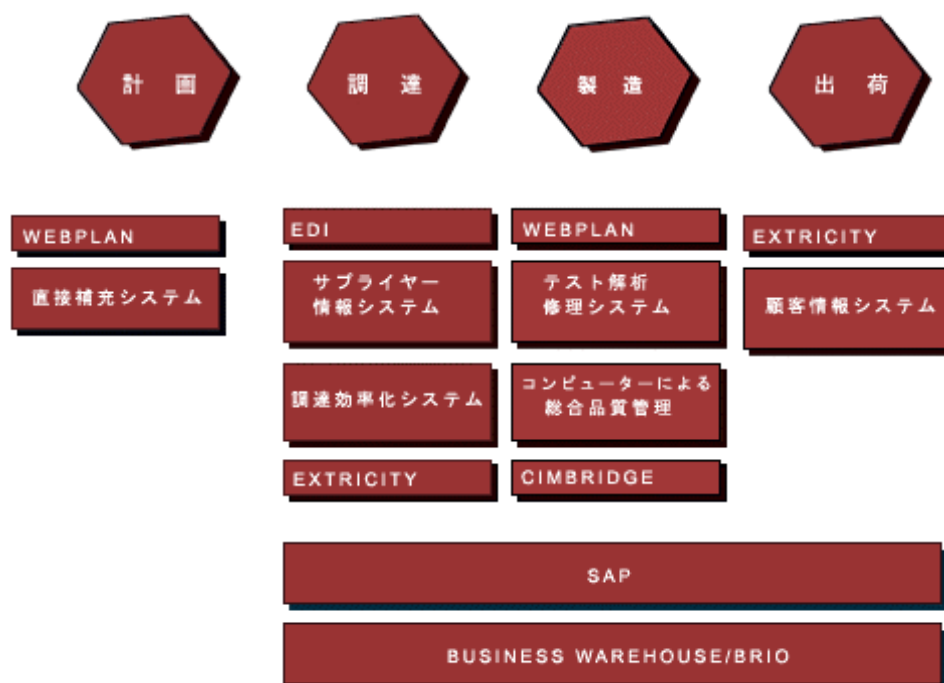 計 画
調 達
製 造
出 荷
WEBPLAN
直接補充システム
EDI
サプライヤー
情報システム
調達効率化システム
EXTRICITY
WEBPLAN
テスト解析
修理システム
コンピューターによる
総合品質管理
CIMBRIDGE
EXTRICITY
顧客情報システム
SAP
BUSINESS WAREHOUSE/BRIO